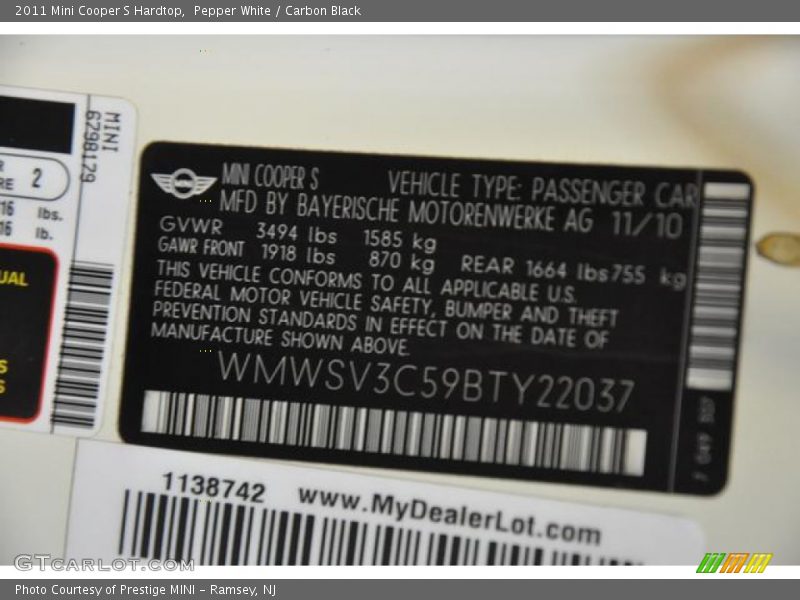 2011 Mini Cooper S Hardtop,  Pepper White / Carbon Black
MINI
6298129
2
16 lbs.
16 lb.
UAL
S
S
MINI
MINI COOPER S VEHICLE TYPE: PASSENGER CAR
MFD BY BAYERISCHE MOTORENWERKE AG 11/10
GVWR 3494 lbs 1585 kg
GAWR FRONT 1918 lbs 870 kg REAR 1664 lbs 755 kg
THIS VEHICLE CONFORMS TO ALL APPLICABLE U.S.
FEDERAL MOTOR VEHICLE SAFETY, BUMPER AND THEFT
PREVENTION STANDARDS IN EFFECT ON THE DATE OF
MANUFACTURE SHOWN ABOVE.
WMWSV3C59BTY22037
1138742 www.MyDealerLot.com
GTcarlot.com
Photo Courtesy of Prestige MINI - Ramsey, NJ